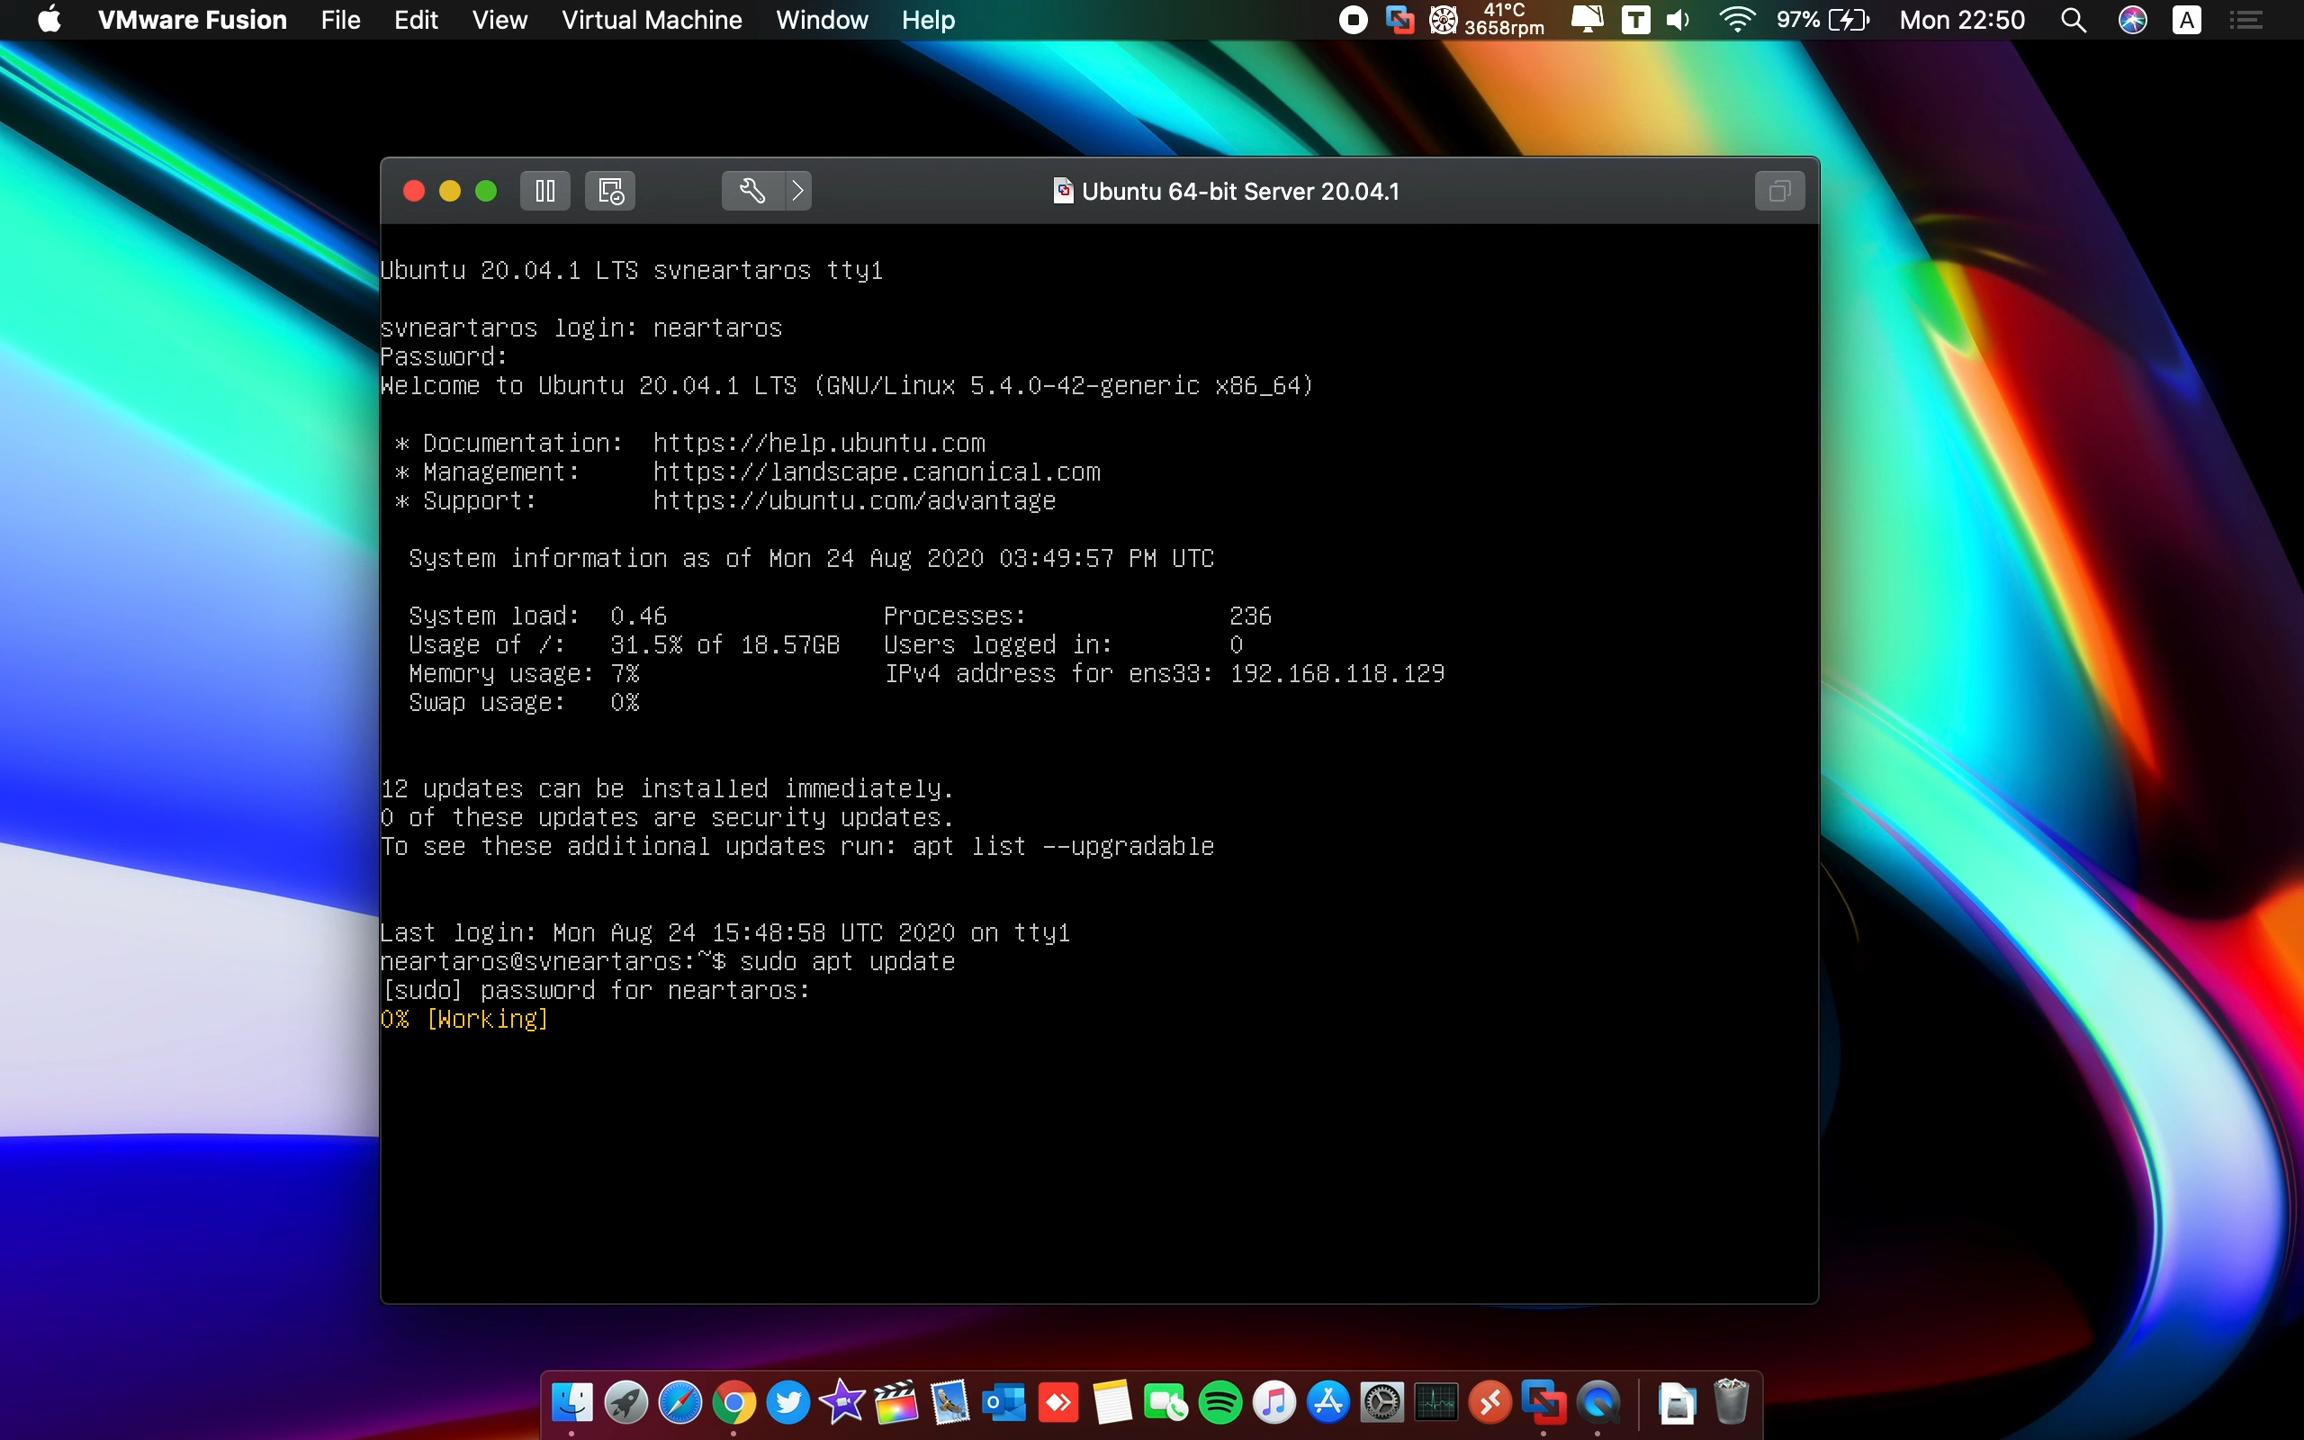 VMware Fusion File Edit View Virtual Machine Window Help 41°C 3658rpm T 97% Mon 22:50 A
Ubuntu 64-bit Server 20.04.1
Ubuntu 20.04.1 LTS svneartaros tty1
svneartaros login: neartaros
Password:
Welcome to Ubuntu 20.04.1 LTS (GNU/Linux 5.4.0-42-generic x86_64)
* Documentation: https://help.ubuntu.com
* Management: https://landscape.canonical.com
* Support: https://ubuntu.com/advantage
System information as of Mon 24 Aug 2020 03:49:57 PM UTC
System load: 0.46 Processes: 236
Usage of /: 31.5% of 18.57GB Users logged in: 0
Memory usage: 7% IPv4 address for ens33: 192.168.118.129
Swap usage: 0%
12 updates can be installed immediately.
0 of these updates are security updates.
To see these additional updates run: apt list --upgradable
Last login: Mon Aug 24 15:48:58 UTC 2020 on tty1
neartaros@svneartaros:~$ sudo apt update
[sudo] password for neartaros:
0% [Working]